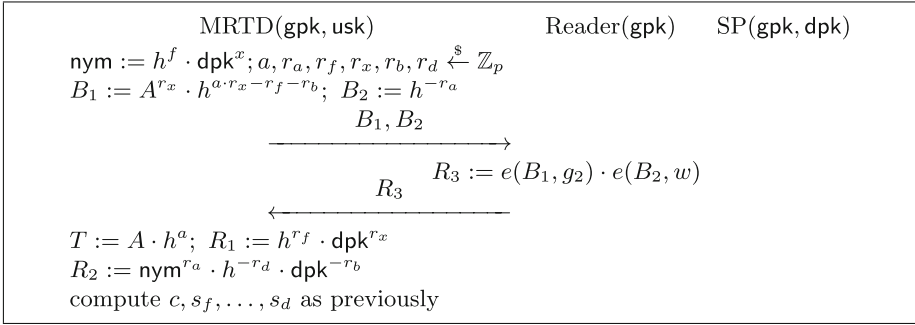 MRTD(gpk, usk) Reader(gpk) SP(gpk, dpk)
nym := h^f · dpk^x; a, r_a, r_f, r_x, r_b, r_d ←$ ℤ_p
B_1 := A^{r_x} · h^{a·r_x−r_f−r_b}; B_2 := h^{−r_a}
B_1, B_2
R_3 := e(B_1, g_2) · e(B_2, w)
R_3
T := A · h^a; R_1 := h^{r_f} · dpk^{r_x}
R_2 := nym^{r_a} · h^{−r_d} · dpk^{−r_b}
compute c, s_f, . . . , s_d as previously